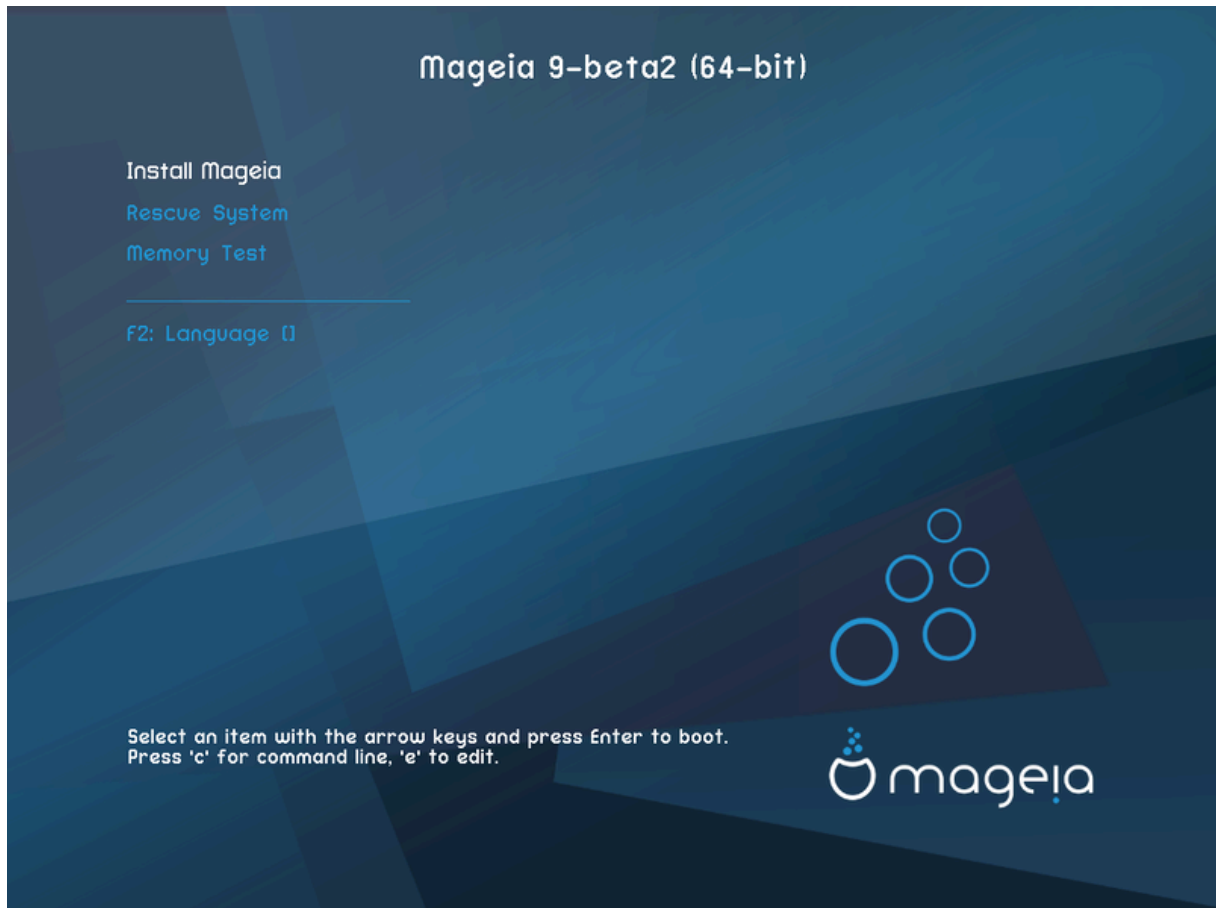 Mageia 9-beta2 (64-bit)
Install Mageia
Rescue System
Memory Test
F2: Language []
Select an item with the arrow keys and press Enter to boot.
Press 'c' for command line, 'e' to edit.
mageia